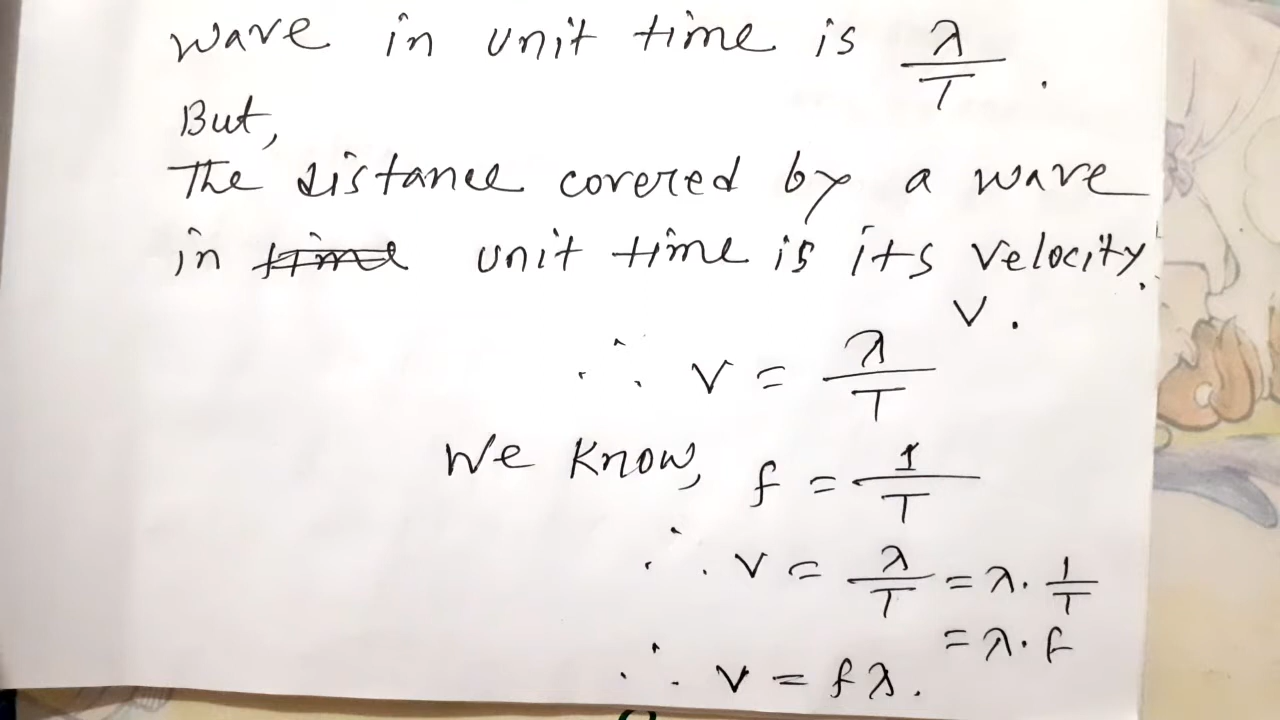 wave in unit time is λ/T.
But,
The distance covered by a wave
in ~~time~~ unit time is its velocity.
v.
∴ v = λ/T
We know, f = 1/T
∴ v = λ/T = λ. 1/T
= λ. f
∴ v = fλ.